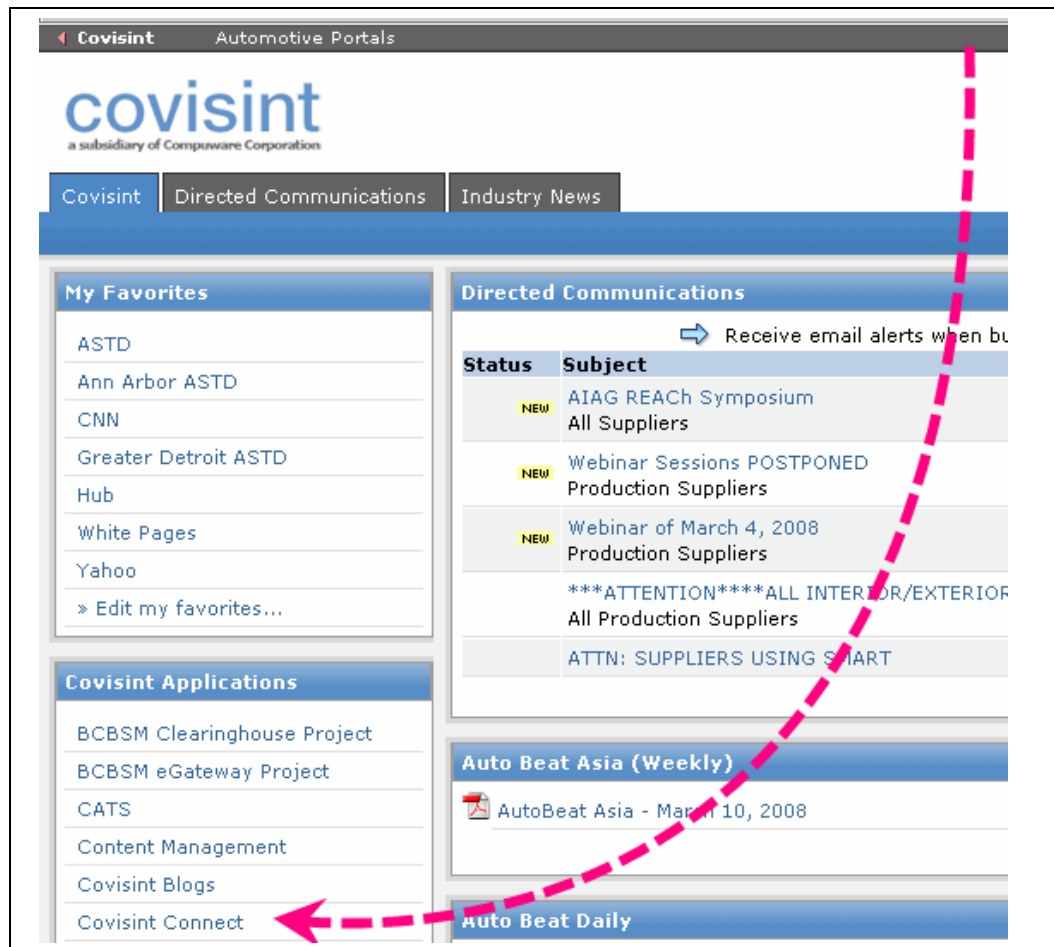 Covisint Automotive Portals
covisint
a subsidiary of Compuware Corporation
Covisint Directed Communications Industry News
My Favorites
ASTD
Ann Arbor ASTD
CNN
Greater Detroit ASTD
Hub
White Pages
Yahoo
» Edit my favorites...
Covisint Applications
BCBSM Clearinghouse Project
BCBSM eGateway Project
CATS
Content Management
Covisint Blogs
Covisint Connect
Directed Communications
Receive email alerts when bu
Status Subject
NEW AIAG REACh Symposium
All Suppliers
NEW Webinar Sessions POSTPONED
Production Suppliers
NEW Webinar of March 4, 2008
Production Suppliers
***ATTENTION****ALL INTERIOR/EXTERIOR
All Production Suppliers
ATTN: SUPPLIERS USING SMART
Auto Beat Asia (Weekly)
AutoBeat Asia - March 10, 2008
Auto Beat Daily